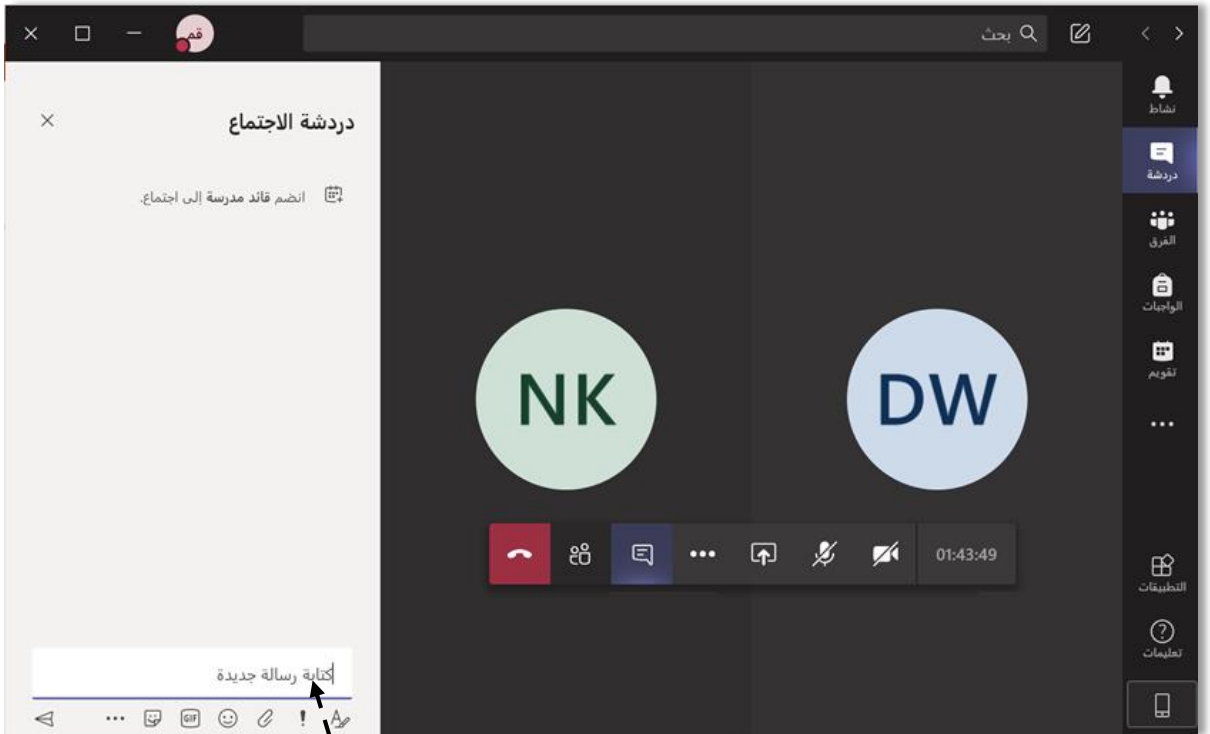 بحث
قم
نشاط
دردشة
الفرق
الواجبات
تقويم
التطبيقات
تعليمات
NK
DW
01:43:49
دردشة الاجتماع
انضم قائد مدرسة إلى اجتماع.
كتابة رسالة جديدة
GIF